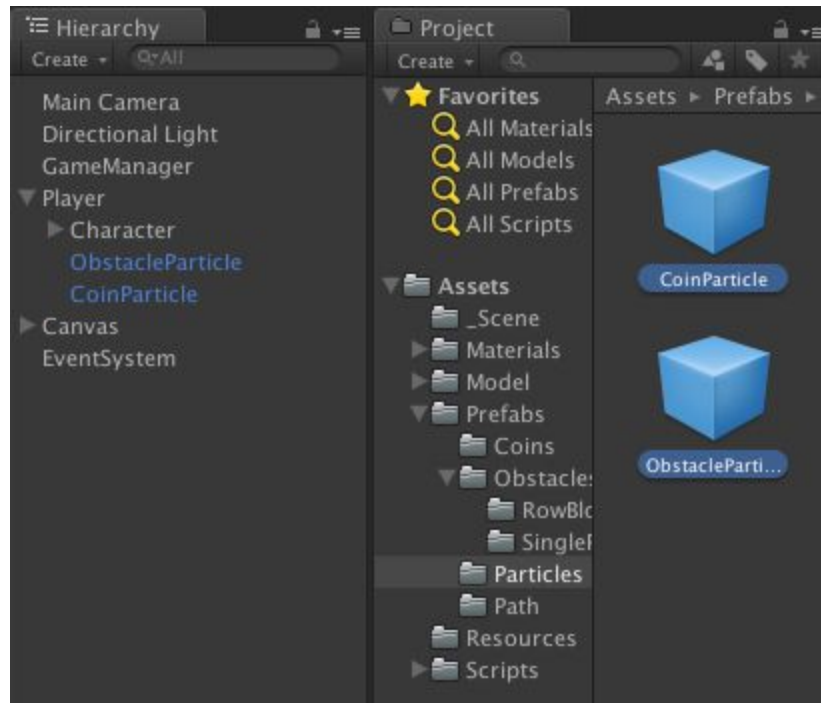 Hierarchy
Create
All
Main Camera
Directional Light
GameManager
Player
Character
ObstacleParticle
CoinParticle
Canvas
EventSystem
Project
Create
Favorites
All Materials
All Models
All Prefabs
All Scripts
Assets
_Scene
Materials
Model
Prefabs
Coins
Obstacles
RowBlo
SingleF
Particles
Path
Resources
Scripts
Assets ▸ Prefabs ▸
CoinParticle
ObstacleParti...